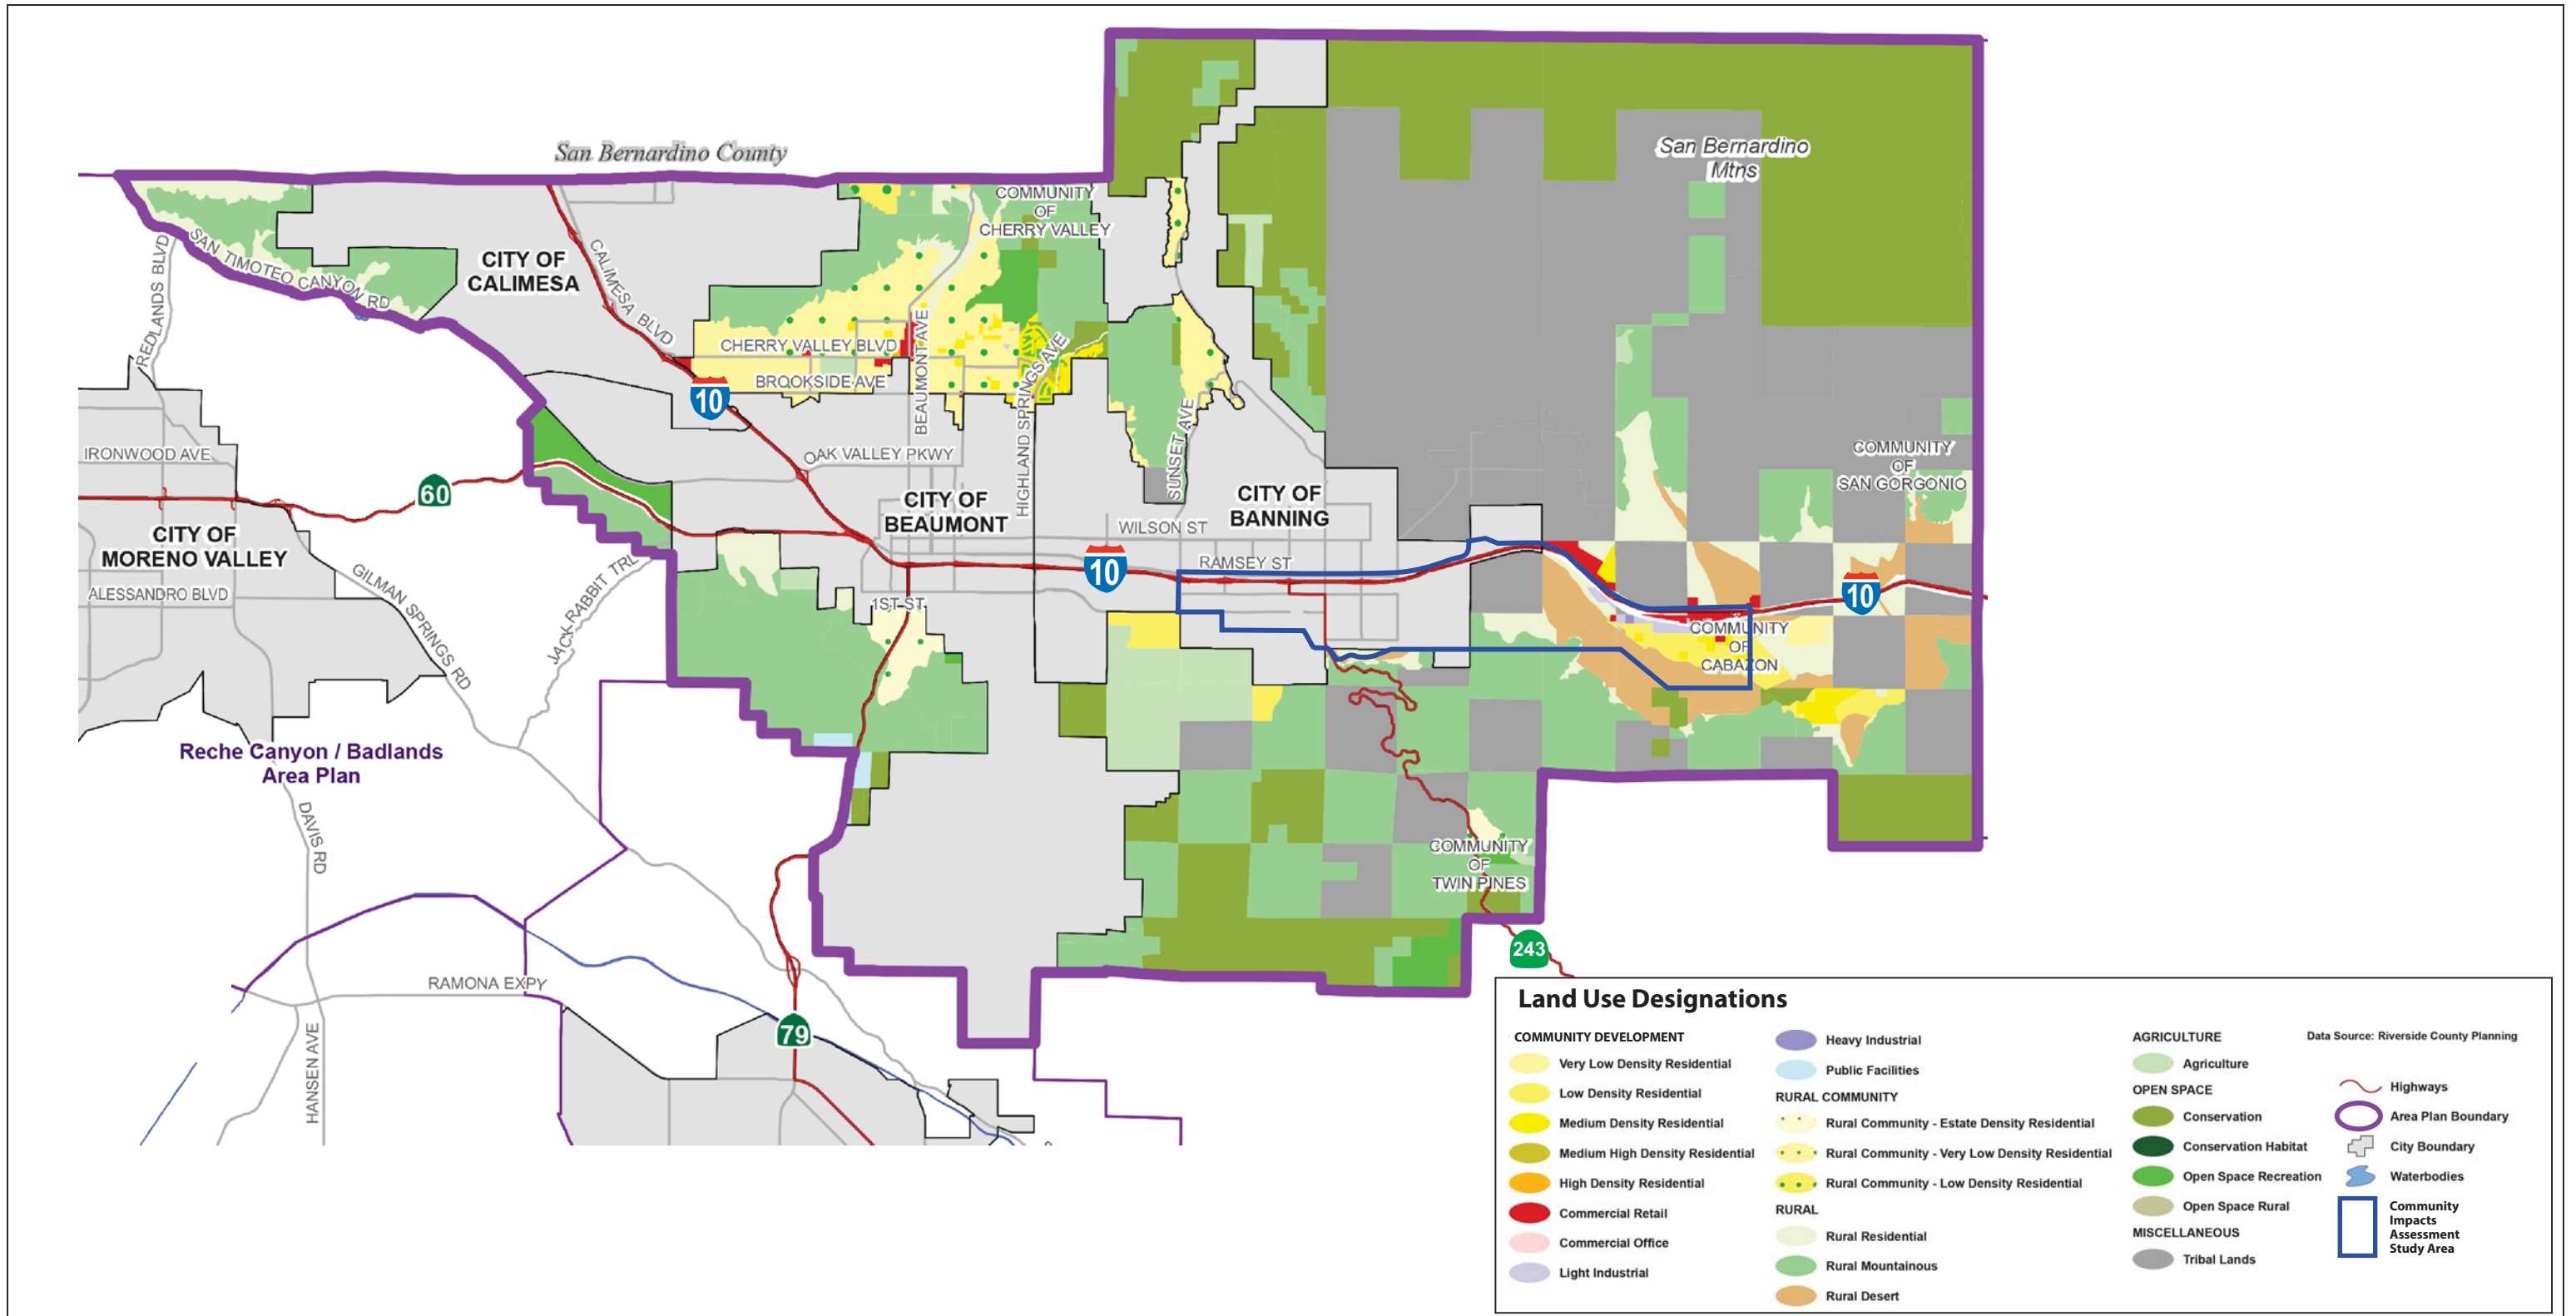 San Bernardino County
San Bernardino
Mtns
COMMUNITY
OF
CHERRY VALLEY
CITY OF
CALIMESA
CALIMESA BLVD
SAN TIMOTEO CANYON RD
REDLANDS BLVD
CHERRY VALLEY BLVD
BROOKSIDE AVE
BEAUMONT AVE
HIGHLAND SPRINGS AVE
SUNSET AVE
10
OAK VALLEY PKWY
IRONWOOD AVE
60
CITY OF
MORENO VALLEY
ALESSANDRO BLVD
GILMAN SPRINGS RD
JACK RABBIT TRL
CITY OF
BEAUMONT
1ST ST
10
WILSON ST
RAMSEY ST
CITY OF
BANNING
COMMUNITY
OF
SAN GORGONIO
10
COMMUNITY
OF
CABAZON
Reche Canyon / Badlands
Area Plan
DAVIS RD
COMMUNITY
OF
TWIN PINES
243
RAMONA EXPY
HANSEN AVE
79
Land Use Designations
COMMUNITY DEVELOPMENT
Very Low Density Residential
Low Density Residential
Medium Density Residential
Medium High Density Residential
High Density Residential
Commercial Retail
Commercial Office
Light Industrial
Heavy Industrial
Public Facilities
RURAL COMMUNITY
Rural Community - Estate Density Residential
Rural Community - Very Low Density Residential
Rural Community - Low Density Residential
RURAL
Rural Residential
Rural Mountainous
Rural Desert
AGRICULTURE
Agriculture
OPEN SPACE
Conservation
Conservation Habitat
Open Space Recreation
Open Space Rural
MISCELLANEOUS
Tribal Lands
Data Source: Riverside County Planning
Highways
Area Plan Boundary
City Boundary
Waterbodies
Community
Impacts
Assessment
Study Area